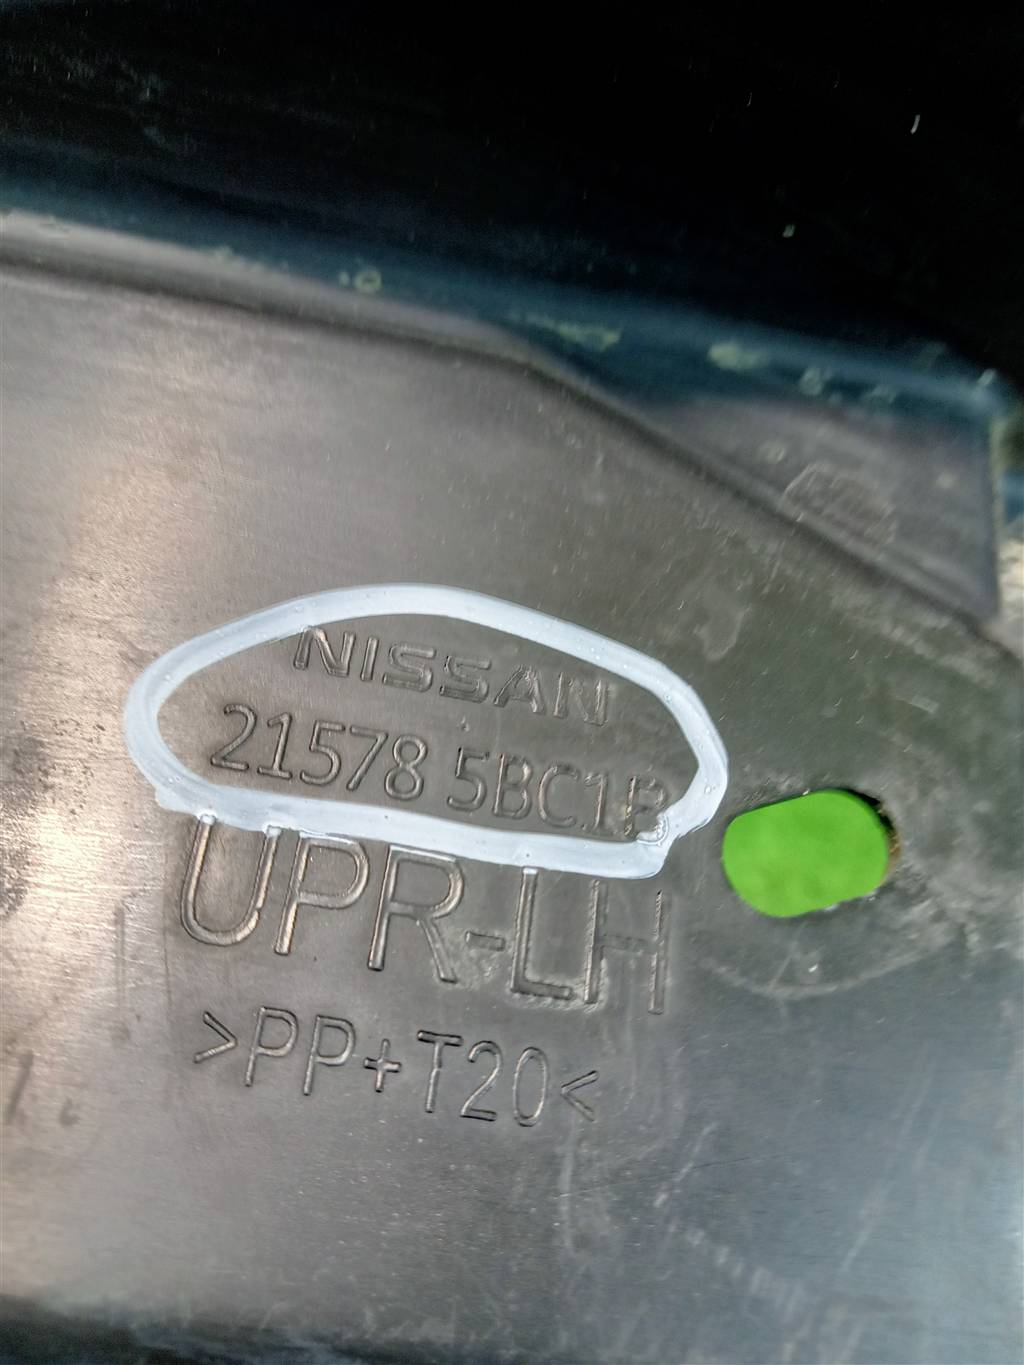 NISSAN
21578 5BC1B
UPR-LH
>PP+T20<